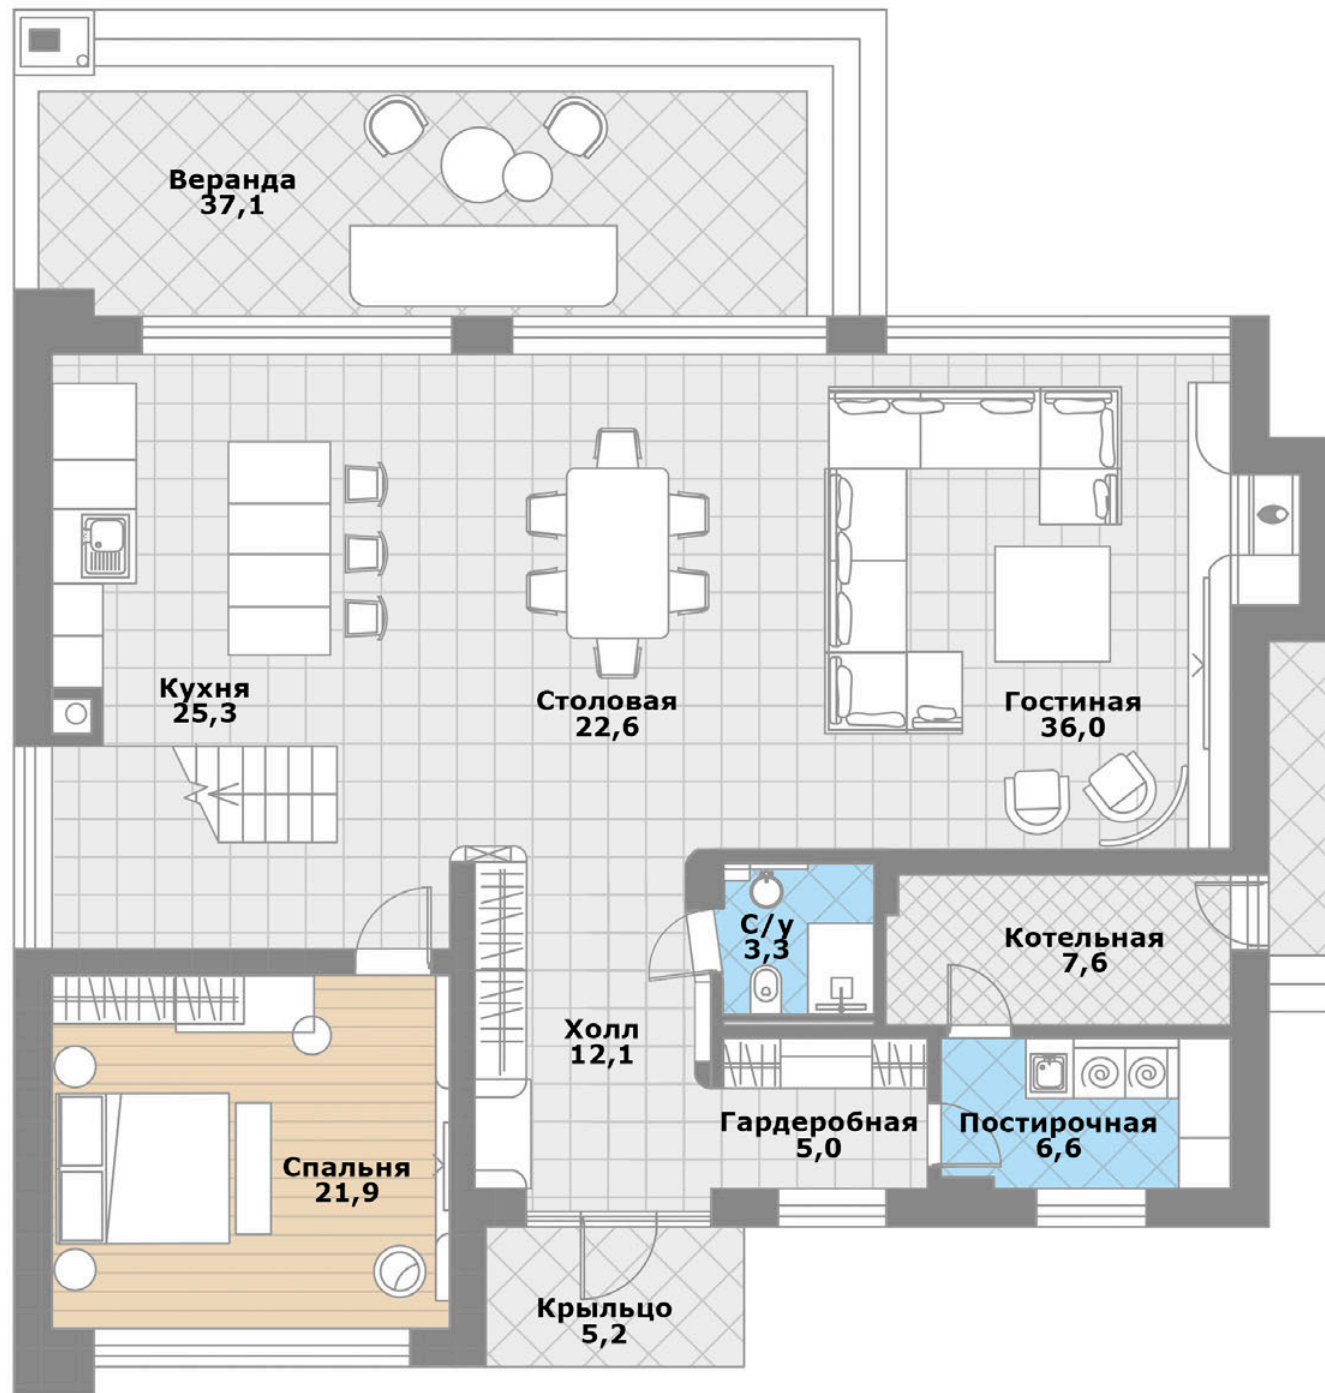 Веранда
37,1
Кухня
25,3
Столовая
22,6
Гостиная
36,0
С/у
3,3
Котельная
7,6
Холл
12,1
Гардеробная
5,0
Постирочная
6,6
Спальня
21,9
Крыльцо
5,2